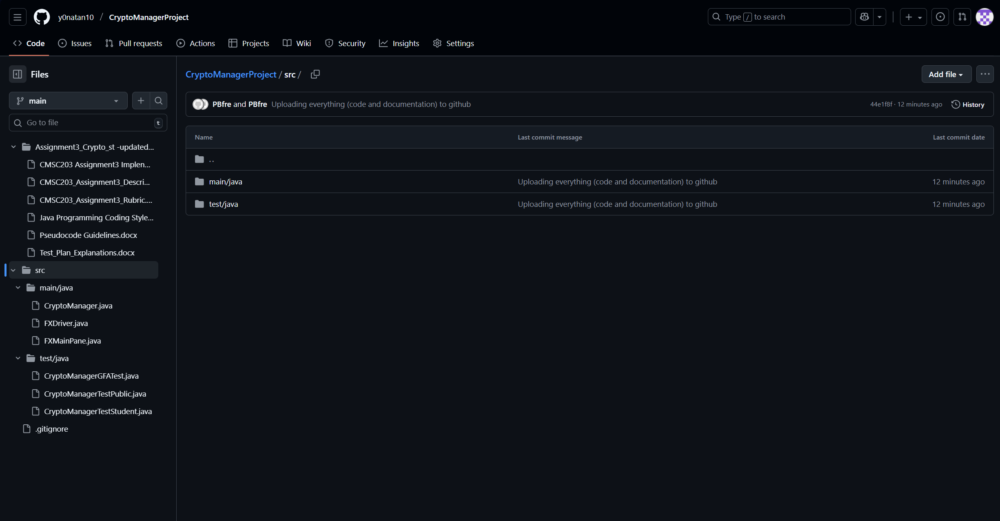 y0natan10 / CryptoManagerProject
Type / to search
Code
Issues
Pull requests
Actions
Projects
Wiki
Security
Insights
Settings
Files
main
Go to file
t
Assignment3_Crypto_st -updated...
CMSC203 Assignment3 Implen...
CMSC203_Assignment3_Descri...
CMSC203_Assignment3_Rubric....
Java Programming Coding Style...
Pseudocode Guidelines.docx
Test_Plan_Explanations.docx
src
main/java
CryptoManager.java
FXDriver.java
FXMainPane.java
test/java
CryptoManagerGFATest.java
CryptoManagerTestPublic.java
CryptoManagerTestStudent.java
.gitignore
CryptoManagerProject / src /
Add file
PBfre and PBfre Uploading everything (code and documentation) to github
44e1f8f · 12 minutes ago
History
Name Last commit message Last commit date
..
main/java Uploading everything (code and documentation) to github 12 minutes ago
test/java Uploading everything (code and documentation) to github 12 minutes ago